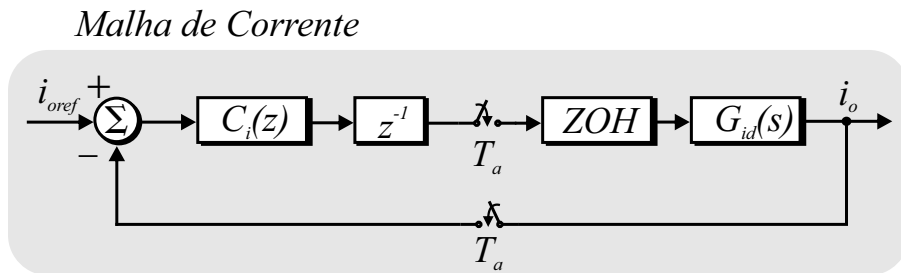 Malha de Corrente
i_oref
+
Σ
−
C_i(z)
z^-1
T_a
ZOH
G_id(s)
i_o
T_a